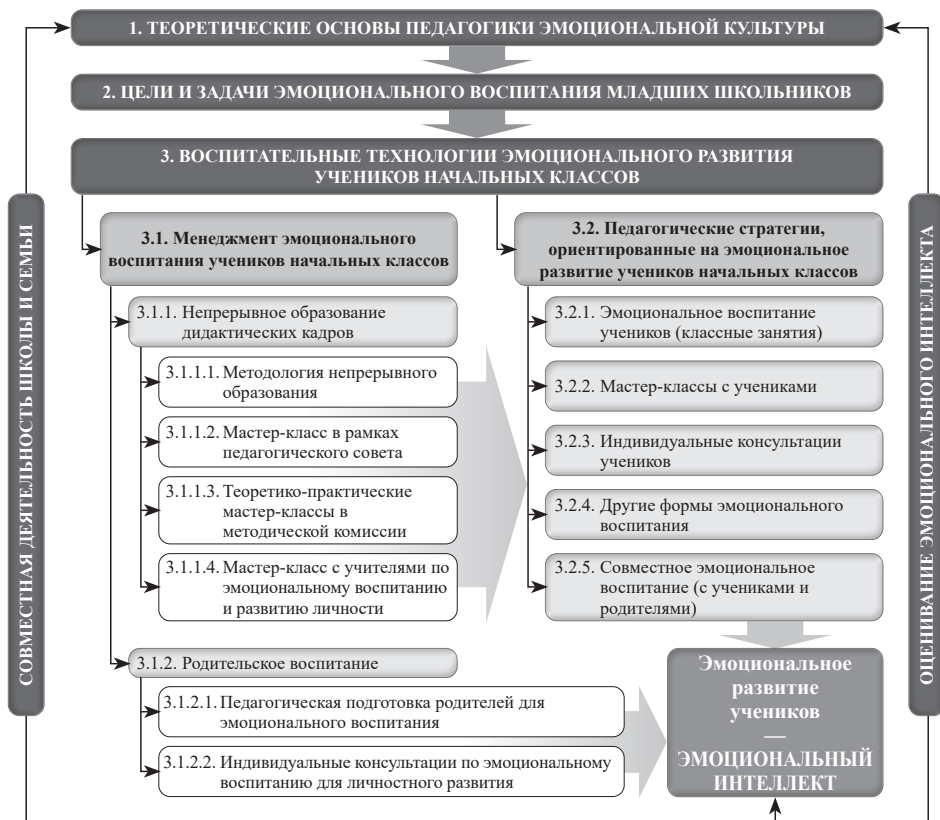 1. ТЕОРЕТИЧЕСКИЕ ОСНОВЫ ПЕДАГОГИКИ ЭМОЦИОНАЛЬНОЙ КУЛЬТУРЫ
2. ЦЕЛИ И ЗАДАЧИ ЭМОЦИОНАЛЬНОГО ВОСПИТАНИЯ МЛАДШИХ ШКОЛЬНИКОВ
3. ВОСПИТАТЕЛЬНЫЕ ТЕХНОЛОГИИ ЭМОЦИОНАЛЬНОГО РАЗВИТИЯ
УЧЕНИКОВ НАЧАЛЬНЫХ КЛАССОВ
СОВМЕСТНАЯ ДЕЯТЕЛЬНОСТЬ ШКОЛЫ И СЕМЬИ
3.1. Менеджмент эмоционального
воспитания учеников начальных классов
3.1.1. Непрерывное образование
дидактических кадров
3.1.1.1. Методология непрерывного
образования
3.1.1.2. Мастер-класс в рамках
педагогического совета
3.1.1.3. Теоретико-практические
мастер-классы в
методической комиссии
3.1.1.4. Мастер-класс с учителями по
эмоциональному воспитанию
и развитию личности
3.1.2. Родительское воспитание
3.1.2.1. Педагогическая подготовка родителей для
эмоционального воспитания
3.1.2.2. Индивидуальные консультации по эмоциональному
воспитанию для личностного развития
3.2. Педагогические стратегии,
ориентированные на эмоциональное
развитие учеников начальных классов
3.2.1. Эмоциональное воспитание
учеников (классные занятия)
3.2.2. Мастер-классы с учениками
3.2.3. Индивидуальные консультации
учеников
3.2.4. Другие формы эмоционального
воспитания
3.2.5. Совместное эмоциональное
воспитание (с учениками и
родителями)
Эмоциональное
развитие
учеников
—
ЭМОЦИОНАЛЬНЫЙ
ИНТЕЛЛЕКТ
ОЦЕНИВАНИЕ ЭМОЦИОНАЛЬНОГО ИНТЕЛЛЕКТА